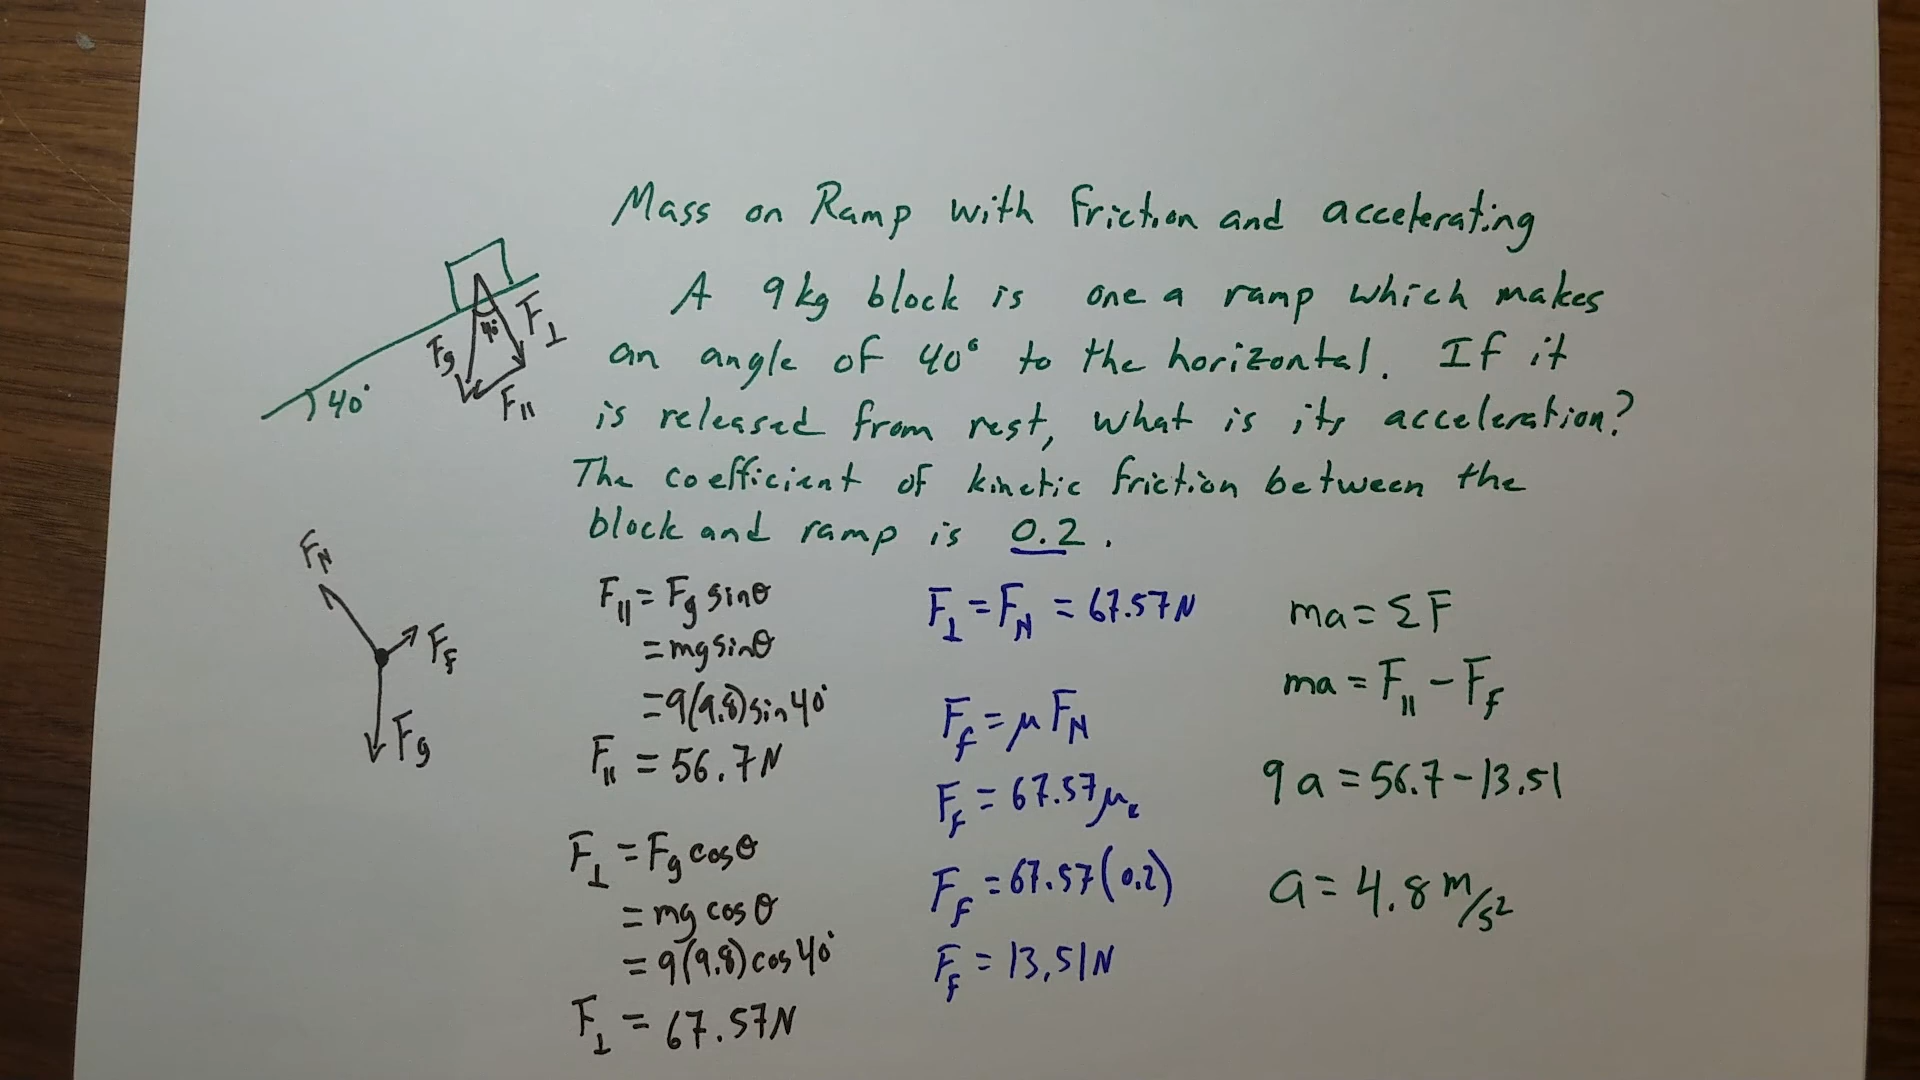 Mass on Ramp with friction and accelerating
A 9kg block is one a ramp which makes
an angle of 40° to the horizontal. If it
is released from rest, what is its acceleration?
The coefficient of kinetic friction between the
block and ramp is 0.2.
40°
Fg
40°
F⊥
F||
FN
Ff
Fg
F|| = Fg sinθ
= mg sinθ
= 9(9.8)sin40°
F|| = 56.7N
F⊥ = Fg cosθ
= mg cosθ
= 9(9.8)cos40°
F⊥ = 67.57N
F⊥ = FN = 67.57N
Ff = μFN
Ff = 67.57μk
Ff = 67.57(0.2)
Ff = 13.51N
ma = ΣF
ma = F|| - Ff
9a = 56.7 - 13.51
a = 4.8 m/s²